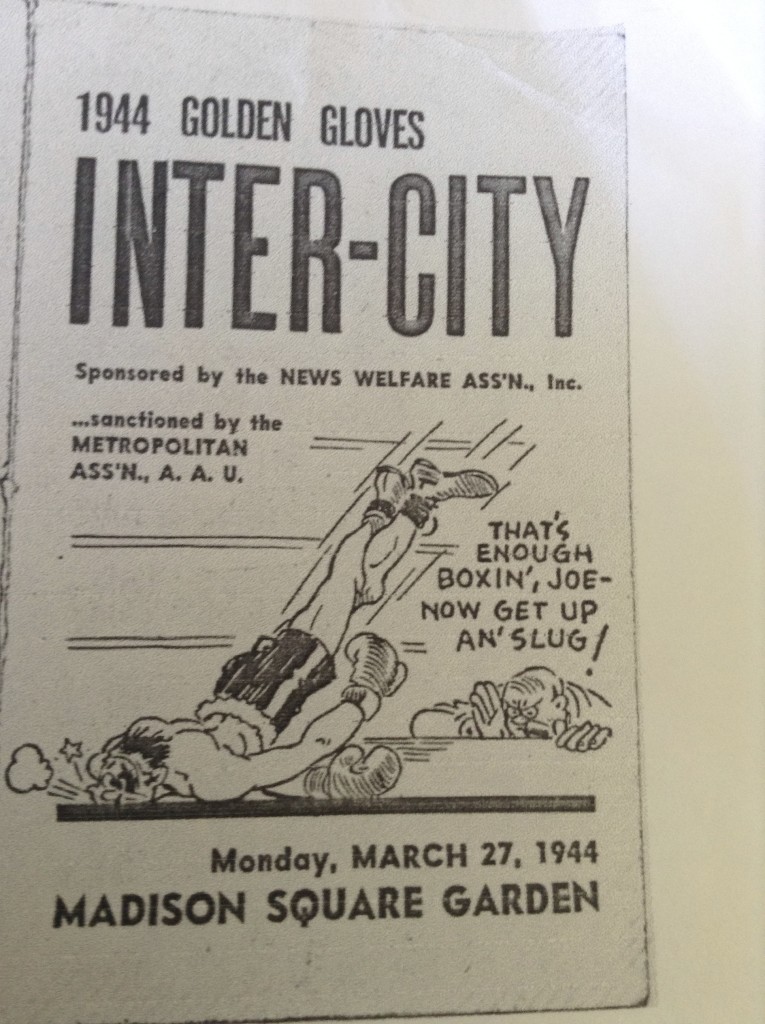 1944 GOLDEN GLOVES
INTER-CITY
Sponsored by the NEWS WELFARE ASS'N., Inc.
...sanctioned by the
METROPOLITAN
ASS'N., A. A. U.
THAT'S
ENOUGH
BOXIN', JOE-
NOW GET UP
AN' SLUG!
Monday, MARCH 27, 1944
MADISON SQUARE GARDEN